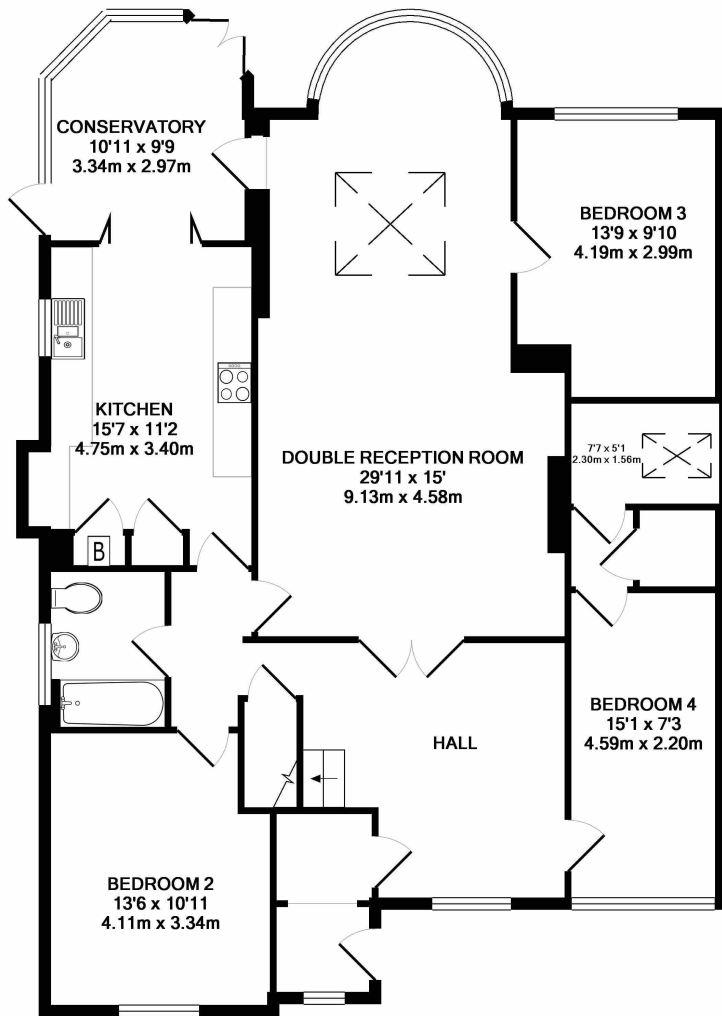 CONSERVATORY
10'11 x 9'9
3.34m x 2.97m
BEDROOM 3
13'9 x 9'10
4.19m x 2.99m
KITCHEN
15'7 x 11'2
4.75m x 3.40m
DOUBLE RECEPTION ROOM
29'11 x 15'
9.13m x 4.58m
7'7 x 5'1
2.30m x 1.56m
B
BEDROOM 4
15'1 x 7'3
4.59m x 2.20m
HALL
BEDROOM 2
13'6 x 10'11
4.11m x 3.34m